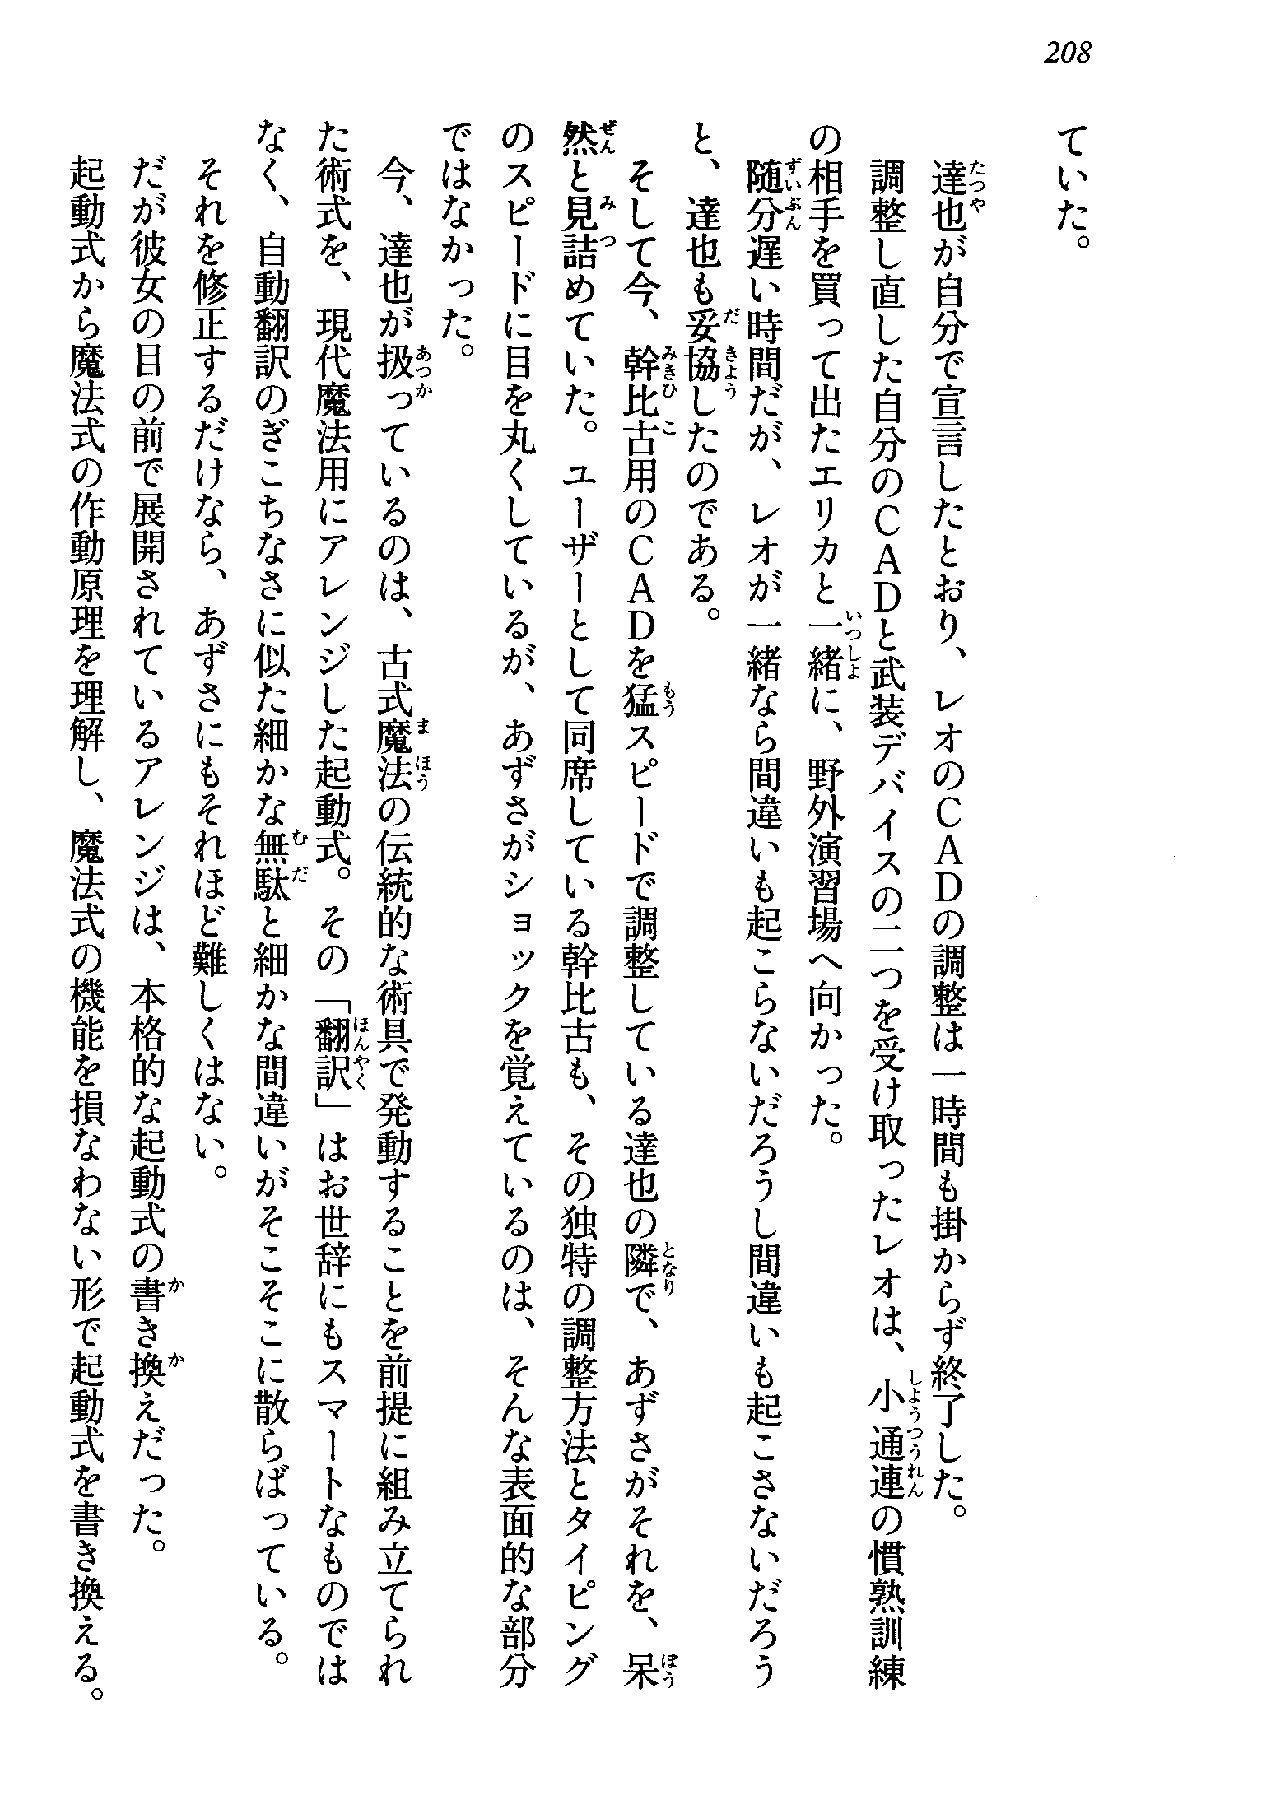 208
ていた。
達也が自分で宣言したとおり、レオのＣＡＤの調整は一時間も掛からず終了した。
調整し直した自分のＣＡＤと武装デバイスの二つを受け取ったレオは、小通連の慣熟訓練
の相手を買って出たエリカと一緒に、野外演習場へ向かった。
随分遅い時間だが、レオが一緒なら間違いも起こらないだろうし間違いも起こさないだろう
と、達也も妥協したのである。
そして今、幹比古用のＣＡＤを猛スピードで調整している達也の隣で、あずさがそれを、呆
然と見詰めていた。ユーザーとして同席している幹比古も、その独特の調整方法とタイピング
のスピードに目を丸くしているが、あずさがショックを覚えているのは、そんな表面的な部分
ではなかった。
今、達也が扱っているのは、古式魔法の伝統的な術具で発動することを前提に組み立てられ
た術式を、現代魔法用にアレンジした起動式。その「翻訳」はお世辞にもスマートなものでは
なく、自動翻訳のぎこちなさに似た細かな無駄と細かな間違いがそこそこに散らばっている。
それを修正するだけなら、あずさにもそれほど難しくはない。
だが彼女の目の前で展開されているアレンジは、本格的な起動式の書き換えだった。
起動式から魔法式の作動原理を理解し、魔法式の機能を損なわない形で起動式を書き換える。